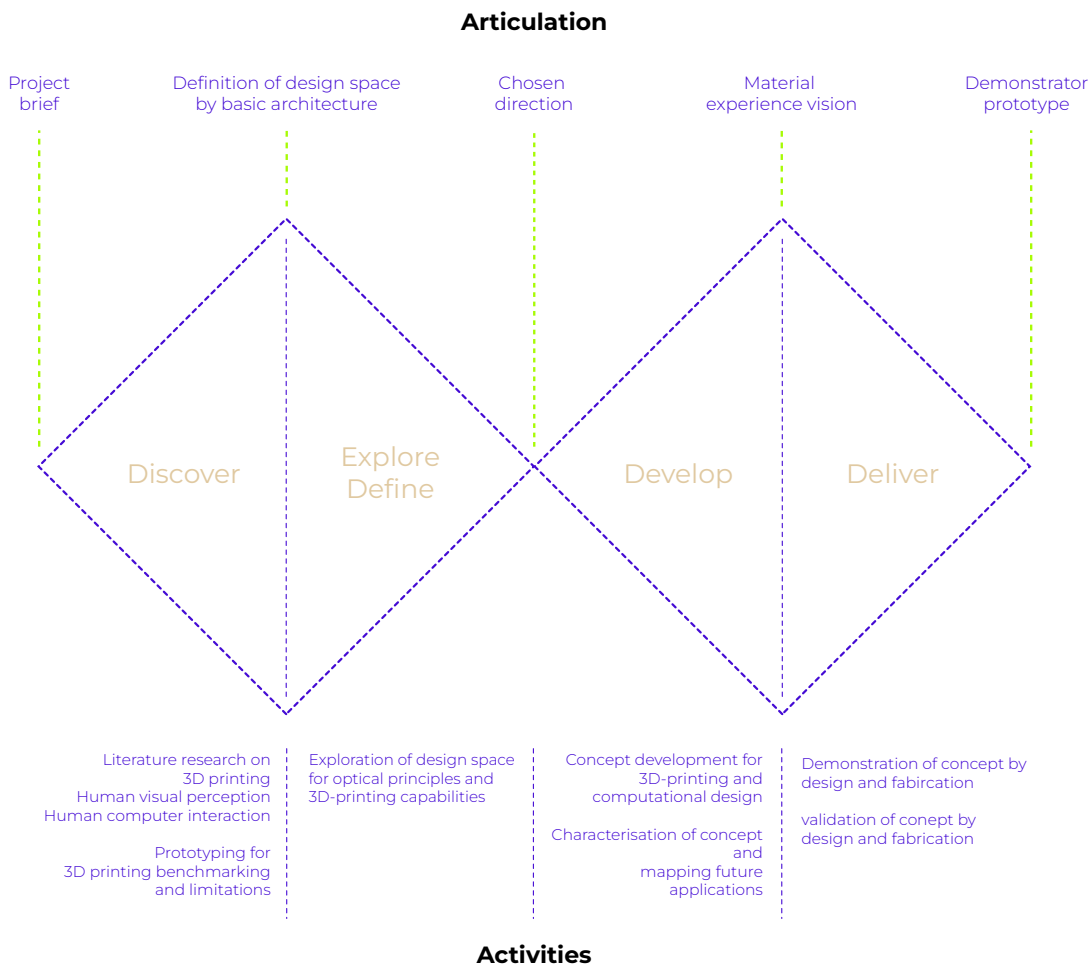 Articulation
Project
brief
Definition of design space
by basic architecture
Chosen
direction
Material
experience vision
Demonstrator
prototype
Discover
Explore
Define
Develop
Deliver
Literature research on
3D printing
Human visual perception
Human computer interaction
Prototyping for
3D printing benchmarking
and limitations
Exploration of design space
for optical principles and
3D-printing capabilities
Concept development for
3D-printing and
computational design
Characterisation of concept
and
mapping future
applications
Demonstration of concept by
design and fabircation
validation of conept by
design and fabrication
Activities